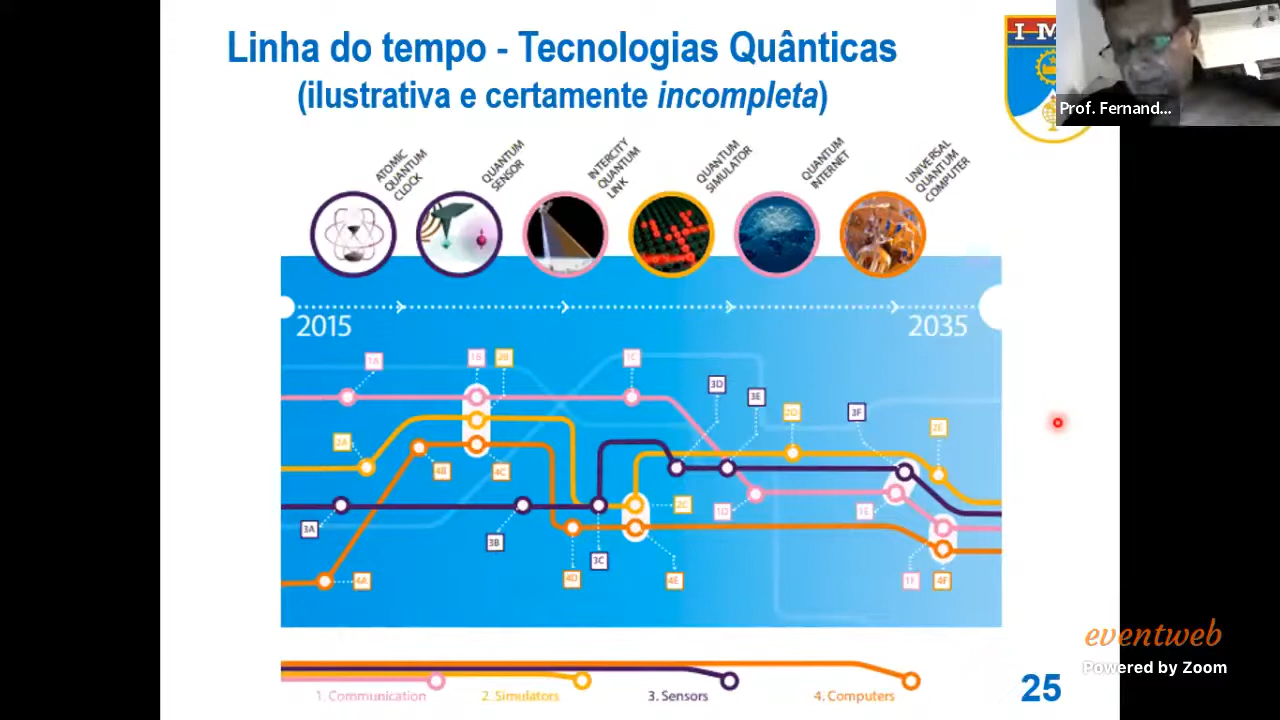 Linha do tempo - Tecnologias Quânticas
(ilustrativa e certamente incompleta)
I M
Prof. Fernand...
ATOMIC
QUANTUM
CLOCK
QUANTUM
SENSOR
INTERCITY
QUANTUM
LINK
QUANTUM
SIMULATOR
QUANTUM
INTERNET
UNIVERSAL
QUANTUM
COMPUTER
2015
2035
1A
1B
2B
1C
3D
3E
2D
3F
2E
2A
4B
4C
2C
1D
1E
3A
3B
3C
4A
4D
4E
1F
4F
1. Communication
2. Simulators
3. Sensors
4. Computers
25
eventweb
Powered by Zoom